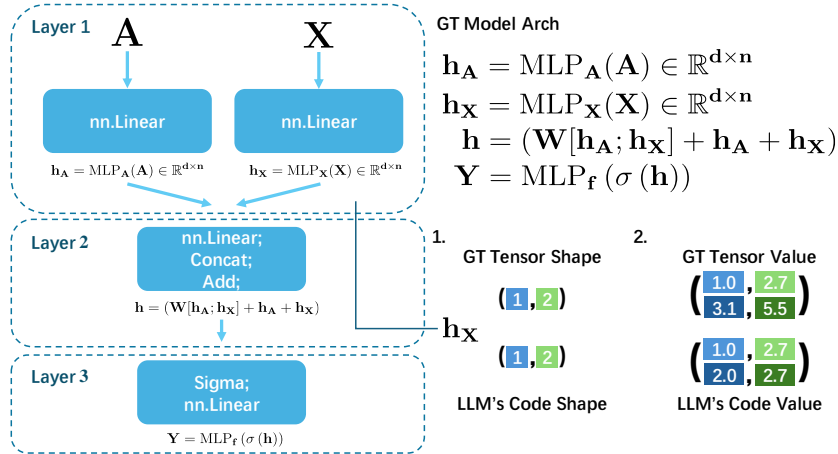 Layer 1
A
X
nn.Linear
nn.Linear
h_A = MLP_A(A) ∈ ℝ^{d×n}
h_X = MLP_X(X) ∈ ℝ^{d×n}
Layer 2
nn.Linear;
Concat;
Add;
h = (W[h_A; h_X] + h_A + h_X)
Layer 3
Sigma;
nn.Linear
Y = MLP_f (σ (h))
GT Model Arch
h_A = MLP_A(A) ∈ ℝ^{d×n}
h_X = MLP_X(X) ∈ ℝ^{d×n}
h = (W[h_A; h_X] + h_A + h_X)
Y = MLP_f (σ (h))
h_X
1.
GT Tensor Shape
(1, 2)
(1, 2)
LLM's Code Shape
2.
GT Tensor Value
(1.0, 2.7
3.1, 5.5)
(1.0, 2.7
2.0, 2.7)
LLM's Code Value